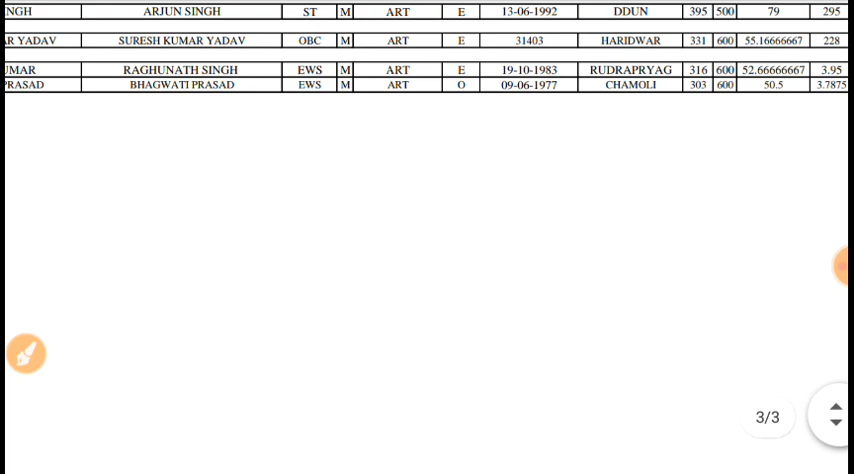 NGH ARJUN SINGH ST M ART E 13-06-1992 DDUN 395 500 79 295
AR YADAV SURESH KUMAR YADAV OBC M ART E 31403 HARIDWAR 331 600 55.16666667 228
UMAR RAGHUNATH SINGH EWS M ART E 19-10-1983 RUDRAPRYAG 316 600 52.66666667 3.95
PRASAD BHAGWATI PRASAD EWS M ART O 09-06-1977 CHAMOLI 303 600 50.5 3.7875
3/3